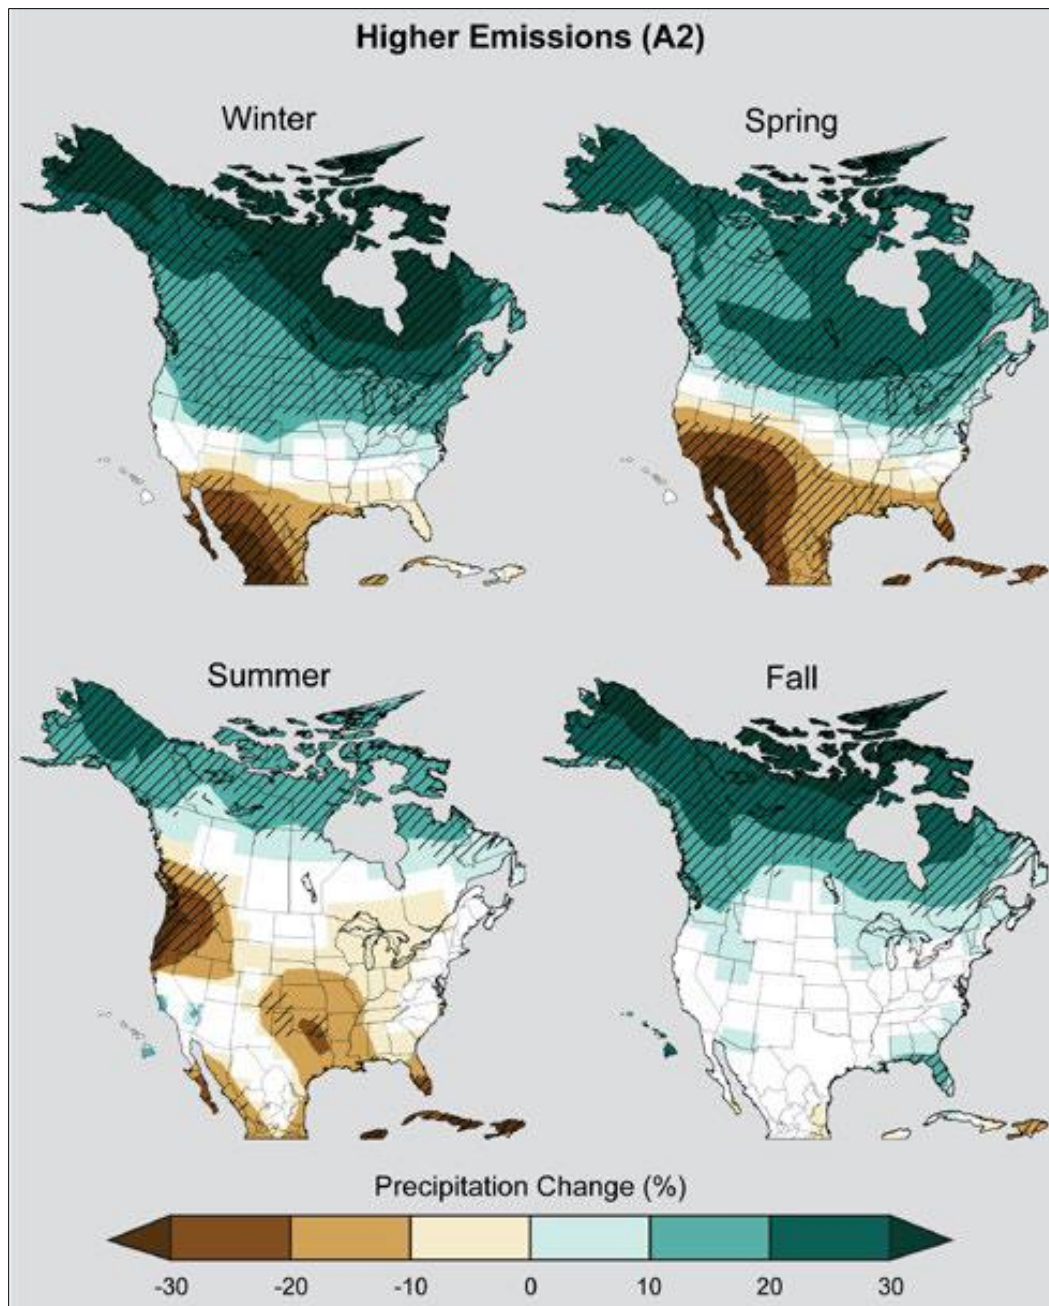 Higher Emissions (A2)
Winter
Spring
Summer
Fall
Precipitation Change (%)
-30 -20 -10 0 10 20 30